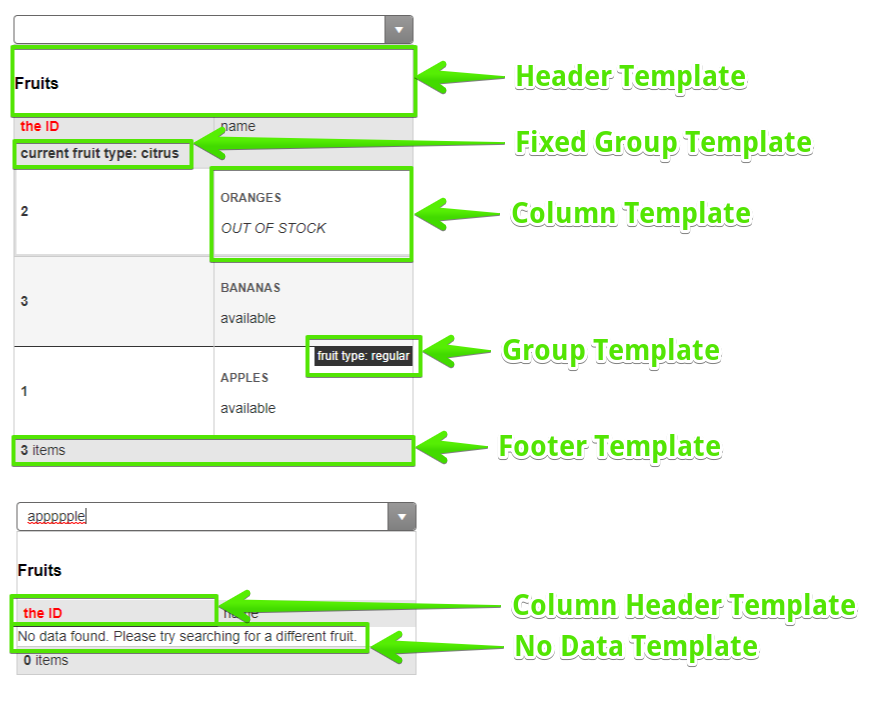 Fruits
Header Template
the ID name
current fruit type: citrus
Fixed Group Template
2
ORANGES
OUT OF STOCK
Column Template
3
BANANAS
available
fruit type: regular
Group Template
1
APPLES
available
3 items
Footer Template
appppple
Fruits
the ID name
Column Header Template
No data found. Please try searching for a different fruit.
No Data Template
0 items